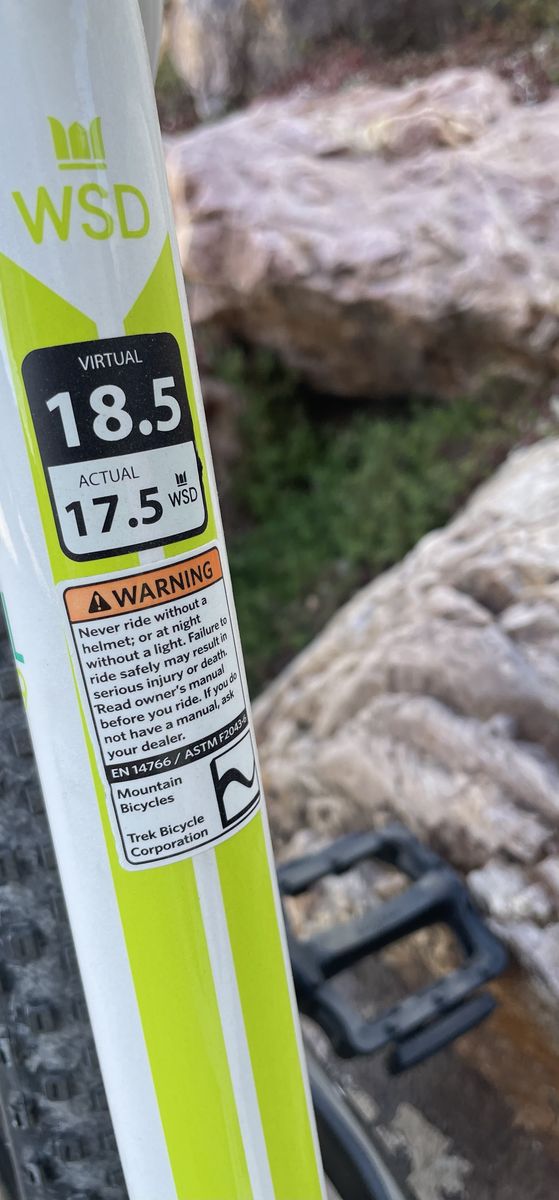 WSD
VIRTUAL
18.5
ACTUAL
17.5 WSD
WARNING
Never ride without a
helmet; or at night
without a light. Failure to
ride safely may result in
serious injury or death.
Read owner's manual
before you ride. If you do
not have a manual, ask
your dealer.
EN 14766 / ASTM F2043-
Mountain
Bicycles
Trek Bicycle
Corporation